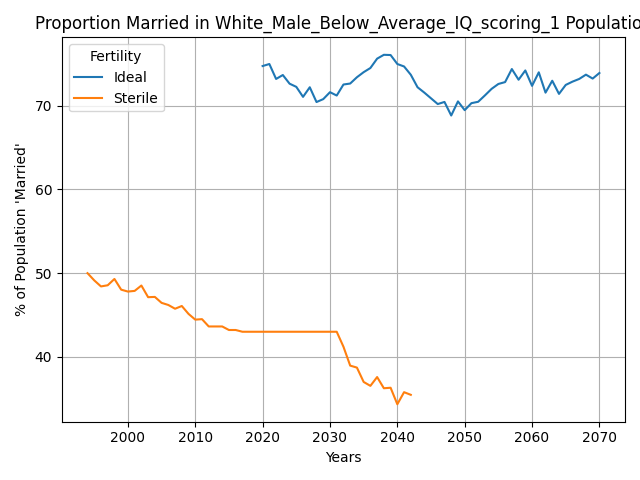 Proportion Married in White_Male_Below_Average_IQ_scoring_1 Populatio
Fertility
Ideal
Sterile
% of Population 'Married'
70
60
50
40
2000 2010 2020 2030 2040 2050 2060 2070
Years